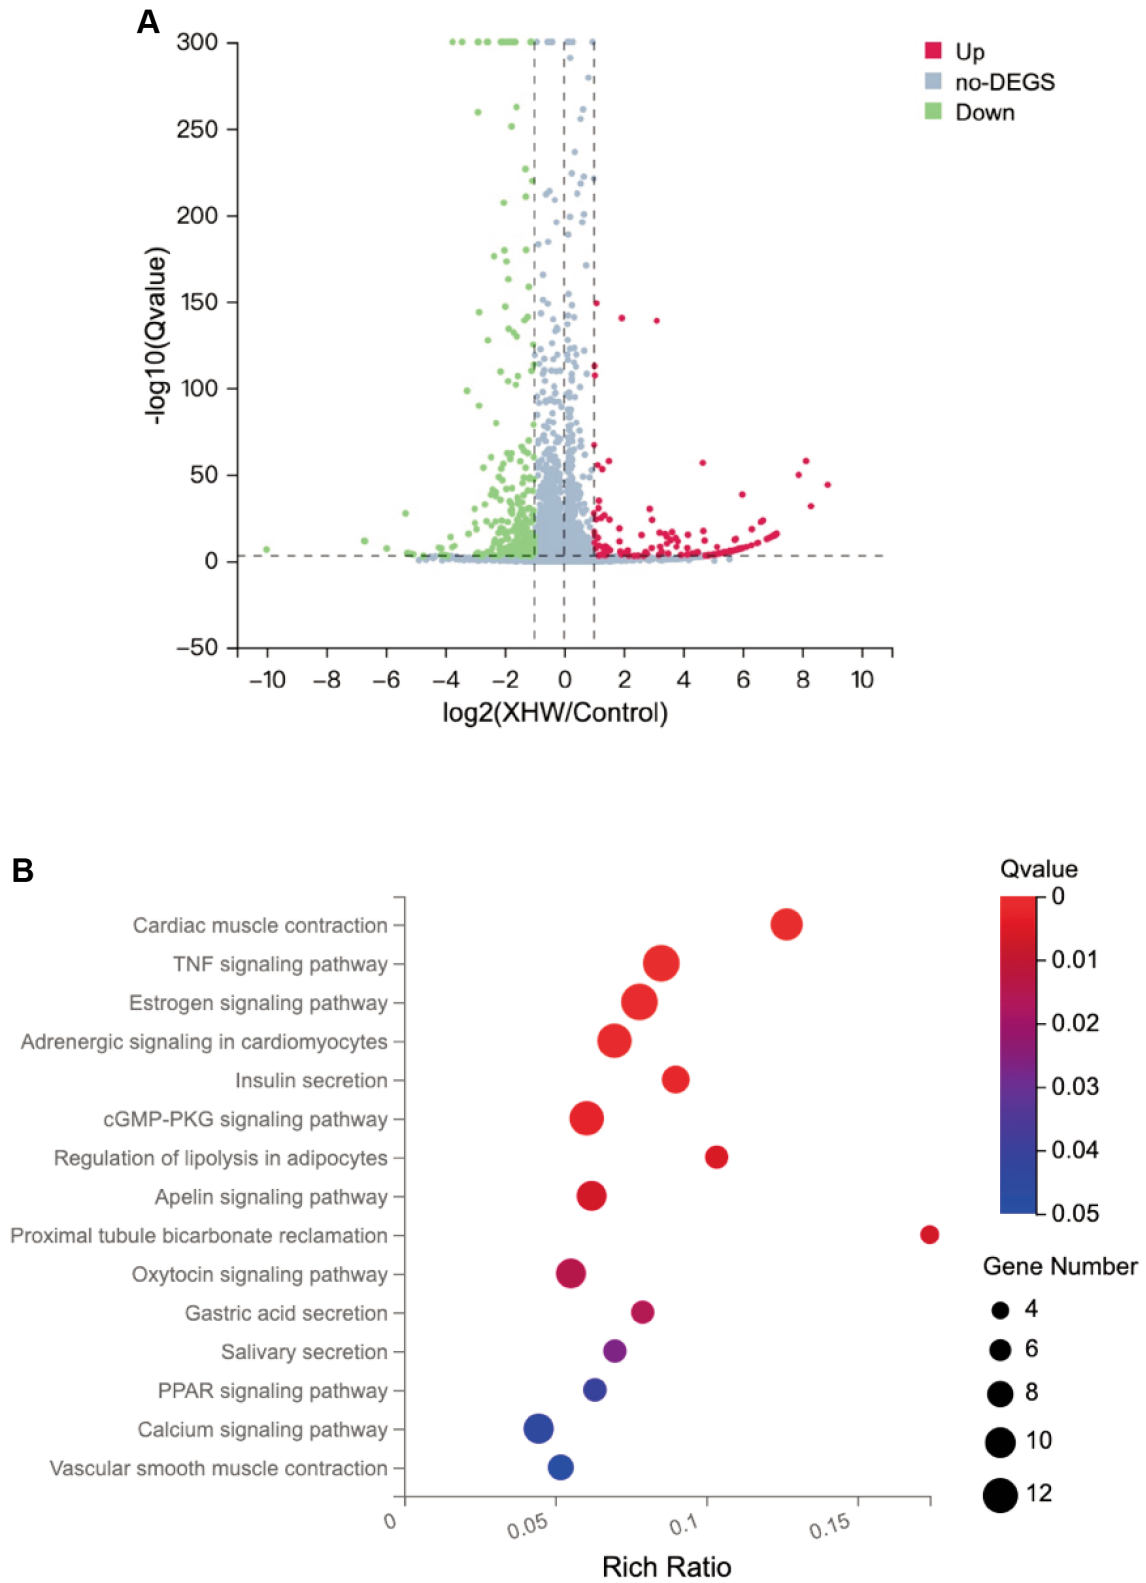 A
300
250
200
150
100
50
0
−50
-log10(Qvalue)
−10 −8 −6 −4 −2 0 2 4 6 8 10
log2(XHW/Control)
Up
no-DEGS
Down
B
Cardiac muscle contraction
TNF signaling pathway
Estrogen signaling pathway
Adrenergic signaling in cardiomyocytes
Insulin secretion
cGMP-PKG signaling pathway
Regulation of lipolysis in adipocytes
Apelin signaling pathway
Proximal tubule bicarbonate reclamation
Oxytocin signaling pathway
Gastric acid secretion
Salivary secretion
PPAR signaling pathway
Calcium signaling pathway
Vascular smooth muscle contraction
0 0.05 0.1 0.15
Rich Ratio
Qvalue
0
0.01
0.02
0.03
0.04
0.05
Gene Number
4
6
8
10
12